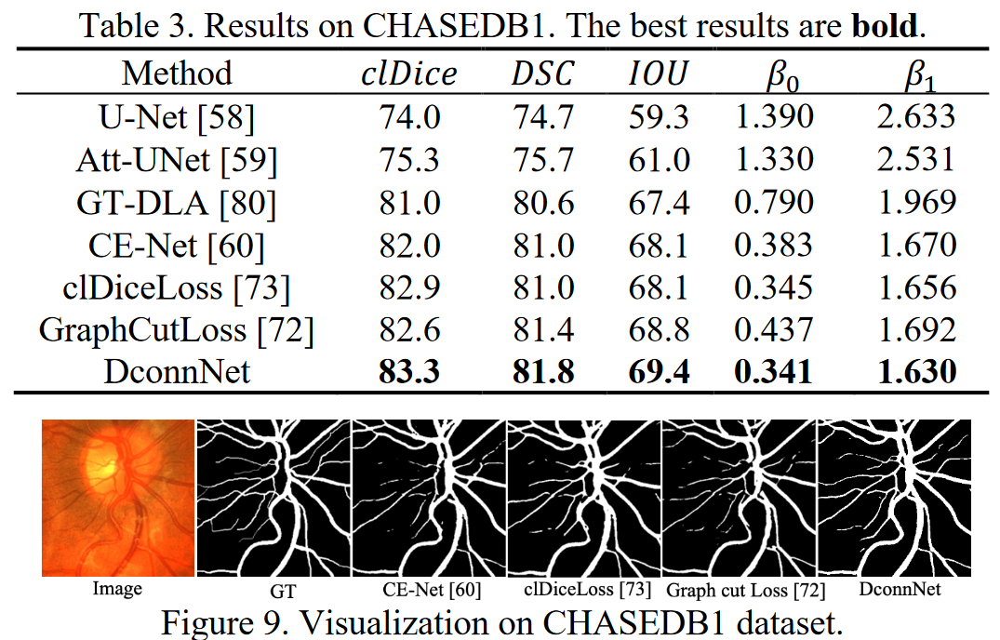 Table 3. Results on CHASEDB1. The best results are bold.
Method clDice DSC IOU β0 β1
U-Net [58] 74.0 74.7 59.3 1.390 2.633
Att-UNet [59] 75.3 75.7 61.0 1.330 2.531
GT-DLA [80] 81.0 80.6 67.4 0.790 1.969
CE-Net [60] 82.0 81.0 68.1 0.383 1.670
clDiceLoss [73] 82.9 81.0 68.1 0.345 1.656
GraphCutLoss [72] 82.6 81.4 68.8 0.437 1.692
DconnNet 83.3 81.8 69.4 0.341 1.630
Image GT CE-Net [60] clDiceLoss [73] Graph cut Loss [72] DconnNet
Figure 9. Visualization on CHASEDB1 dataset.